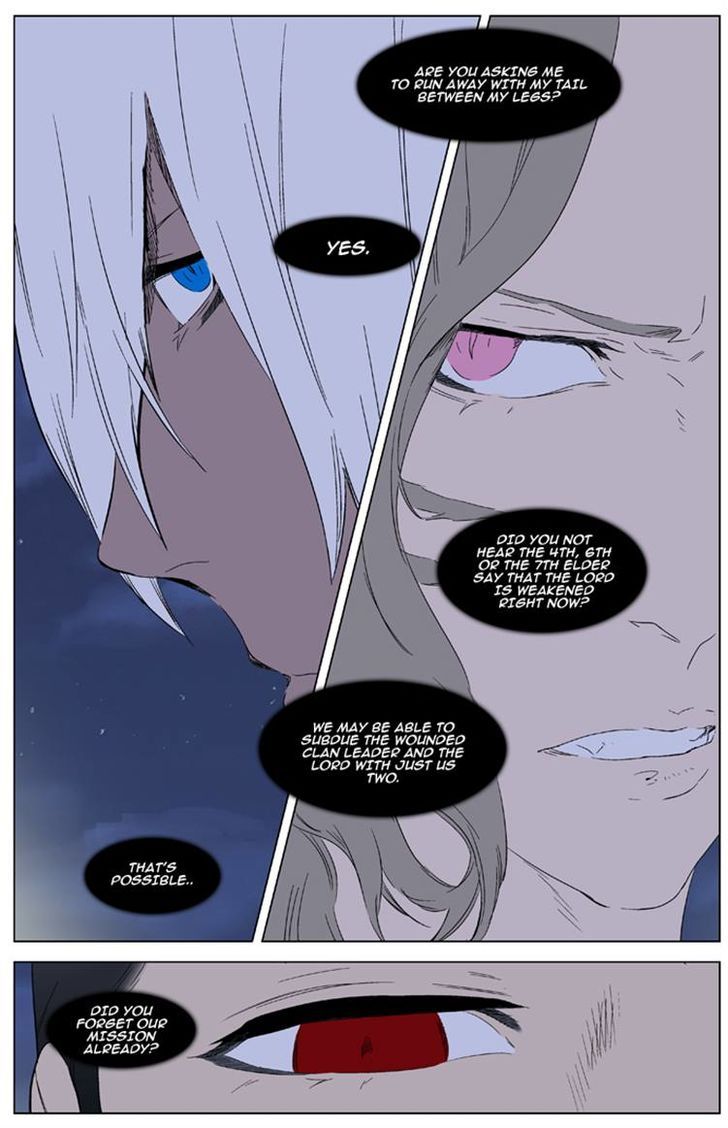 ARE YOU ASKING ME
TO RUN AWAY WITH MY TAIL
BETWEEN MY LEGS?
YES.
DID YOU NOT
HEAR THE 4TH, 6TH
OR THE 7TH ELDER
SAY THAT THE LORD
IS WEAKENED
RIGHT NOW?
WE MAY BE ABLE TO
SUBDUE THE WOUNDED
CLAN LEADER AND THE
LORD WITH JUST US
TWO.
THAT'S
POSSIBLE..
DID YOU
FORGET OUR
MISSION
ALREADY?